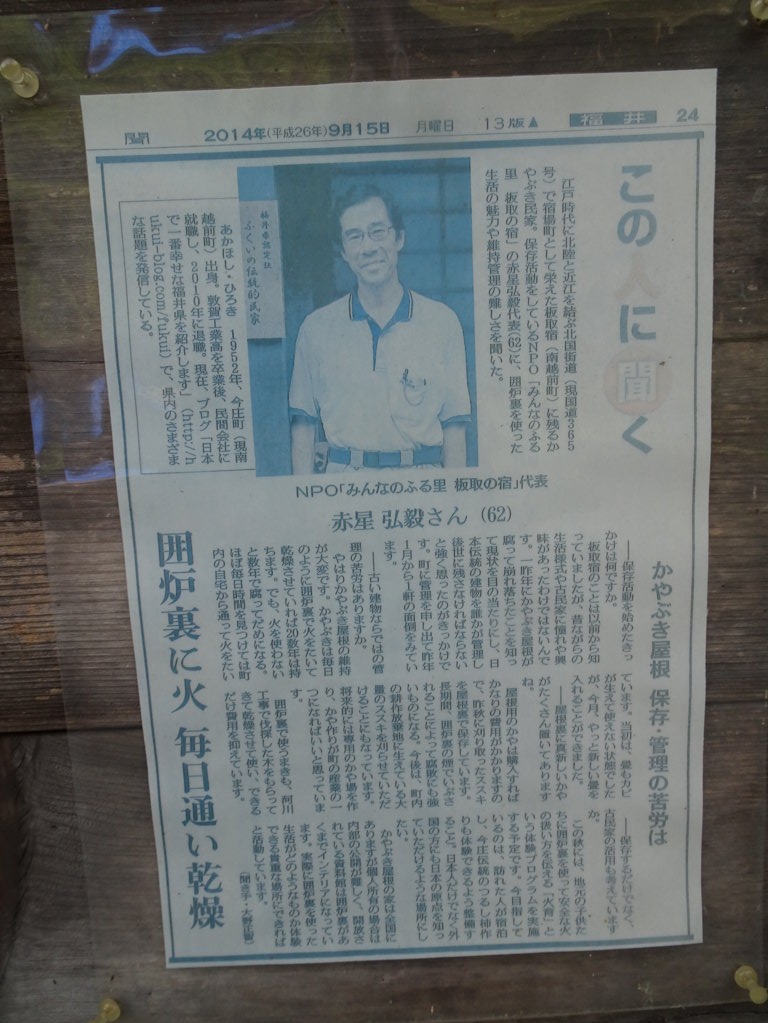 聞
2014年(平成26年)9月15日
月曜日
13版▲
福井
24
この人に聞く
江戸時代に北陸と近江を結ぶ北国街道（現国道365
号）で宿場町として栄えた板取宿（南越前町）に残るか
やぶき民家。保存活動をしているNPO「みんなのふる
里 板取の宿」の赤星弘毅代表(62)に、囲炉裏を使った
生活の魅力や維持管理の難しさを聞いた。
福井県認定社
ふくいの伝統的民家
あかほし・ひろき 1952年、今庄町（現南
越前町）出身。敦賀工業高を卒業後、民間会社に
就職し、2010年に退職。現在、ブログ「日本
で一番幸せな福井県を紹介します」（http://h
ukui-blog.com/fukui）で、県内のさまざま
な話題を発信している。
NPO「みんなのふる里 板取の宿」代表
赤星 弘毅さん（62）
かやぶき屋根 保存・管理の苦労は
囲炉裏に火 毎日通い乾燥
――保存活動を始めたきっ
かけは何ですか。
板取宿のことは以前から知
っていましたが、昔ながらの
生活様式や古民家に憧れや興
味があったわけではないんで
す。一昨年にかやぶき屋根が
腐って崩れ落ちたことを知っ
て現状を目の当たりにし、日
本伝統の建物を誰かが管理し
後世に残さなければならない
と強く思ったのがきっかけで
す。町に管理を申し出て昨年
1月から1軒の面倒をみてい
ます。
――古い建物ならではの管
理の苦労はありますか。
やはりかやぶき屋根の維持
が大変です。かやぶきは毎日
のように囲炉裏で火をたいて
乾燥させていれば20数年は持
ちます。でも、火を使わない
と数年で腐ってだめになる。
ほぼ毎日時間を見つけては町
内の自宅から通って火をたい
ています。当初は、畳もカビ
が生えて使えない状態でした
が、今月、やっと新しい畳を
入れることができました。
――屋根裏に真新しいかや
がたくさん置いてあります
ね。
屋根用のかやは購入すれば
かなりの費用がかかりますの
で、昨秋に刈り取ったススキ
を屋根裏で保存しています。
長期間、囲炉裏の煙でいぶさ
れることによって腐敗にも強
いものになる。今後は、町内
の耕作放棄地に生えている大
量のススキを刈らせていただ
けることにもなっています。
将来的には専用のかや場を作
り、かや作りが町の産業の一
つになればいいと思っていま
す。
囲炉裏で使うまきも、河川
工事で伐採した木をもらって
きて乾燥させて使い、できる
だけ費用を抑えています。
――保存するだけでなく、
古民家の活用も考えています
か。
この秋には、地元の子供た
ちに囲炉裏を使って安全な火
の扱い方を伝える「火育」と
いう体験プログラムを実施
する予定です。今目指して
いるのは、訪れた人が宿泊
し、今庄伝統のつるし柿作
りも体験できるよう整備す
ること。日本人だけでなく外
国の方にも日本の原点を知っ
ていただけるような場所にし
たい。
かやぶき屋根の家は全国に
ありますが個人所有の場合は
内部の公開が難しく、開放さ
れている資料館は囲炉裏があ
くまでインテリアになってい
ます。実際に囲炉裏を使った
生活がどのようなものか体験
できる貴重な場所にできれば
と活動しています。
（聞き手・大野正智）